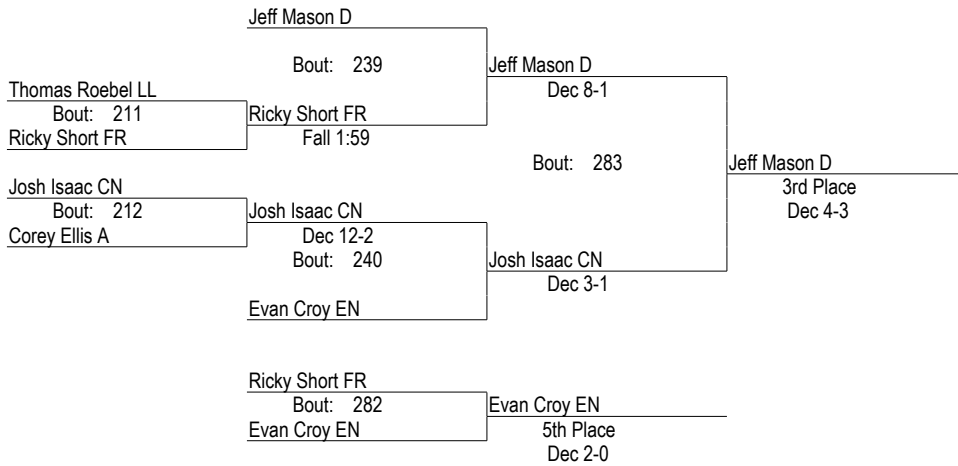 Jeff Mason D
Bout: 239
Jeff Mason D
Dec 8-1
Thomas Roebel LL
Bout: 211
Ricky Short FR
Ricky Short FR
Fall 1:59
Bout: 283
Jeff Mason D
3rd Place
Dec 4-3
Josh Isaac CN
Bout: 212
Corey Ellis A
Josh Isaac CN
Dec 12-2
Bout: 240
Josh Isaac CN
Dec 3-1
Evan Croy EN
Ricky Short FR
Bout: 282
Evan Croy EN
Evan Croy EN
5th Place
Dec 2-0